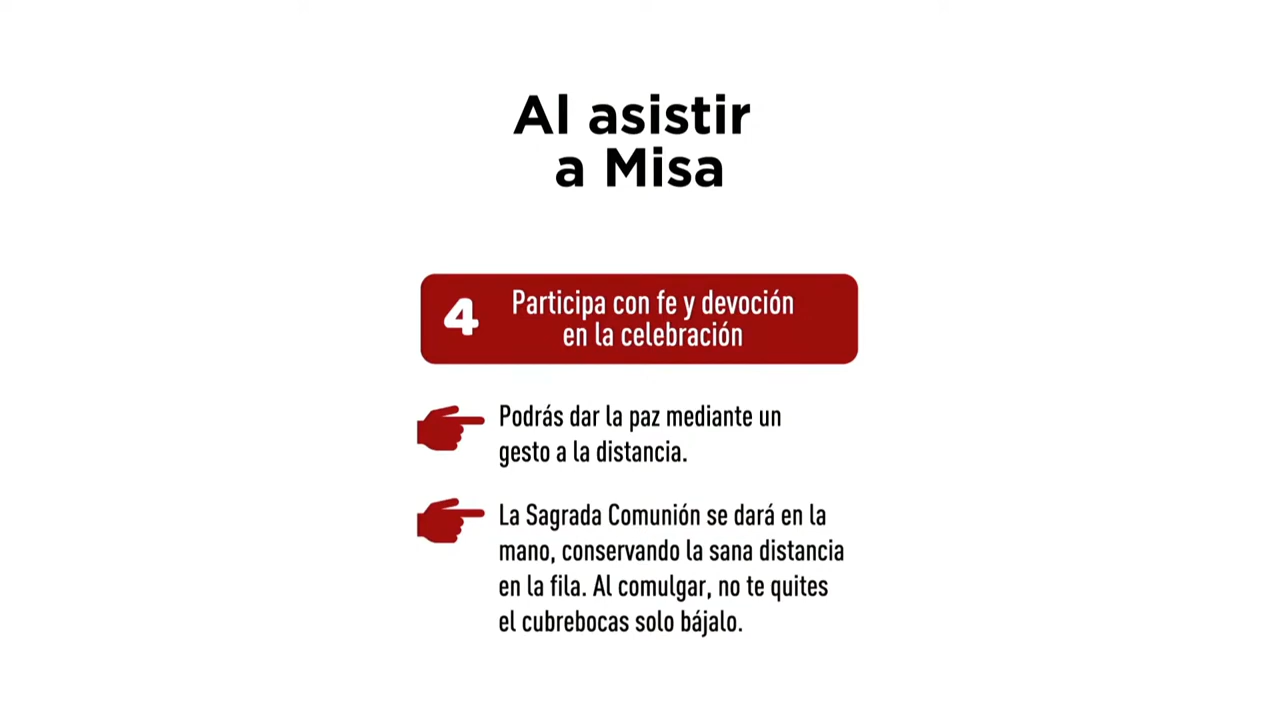 Al asistir
a Misa
4
Participa con fe y devoción
en la celebración
Podrás dar la paz mediante un
gesto a la distancia.
La Sagrada Comunión se dará en la
mano, conservando la sana distancia
en la fila. Al comulgar, no te quites
el cubrebocas solo bájalo.